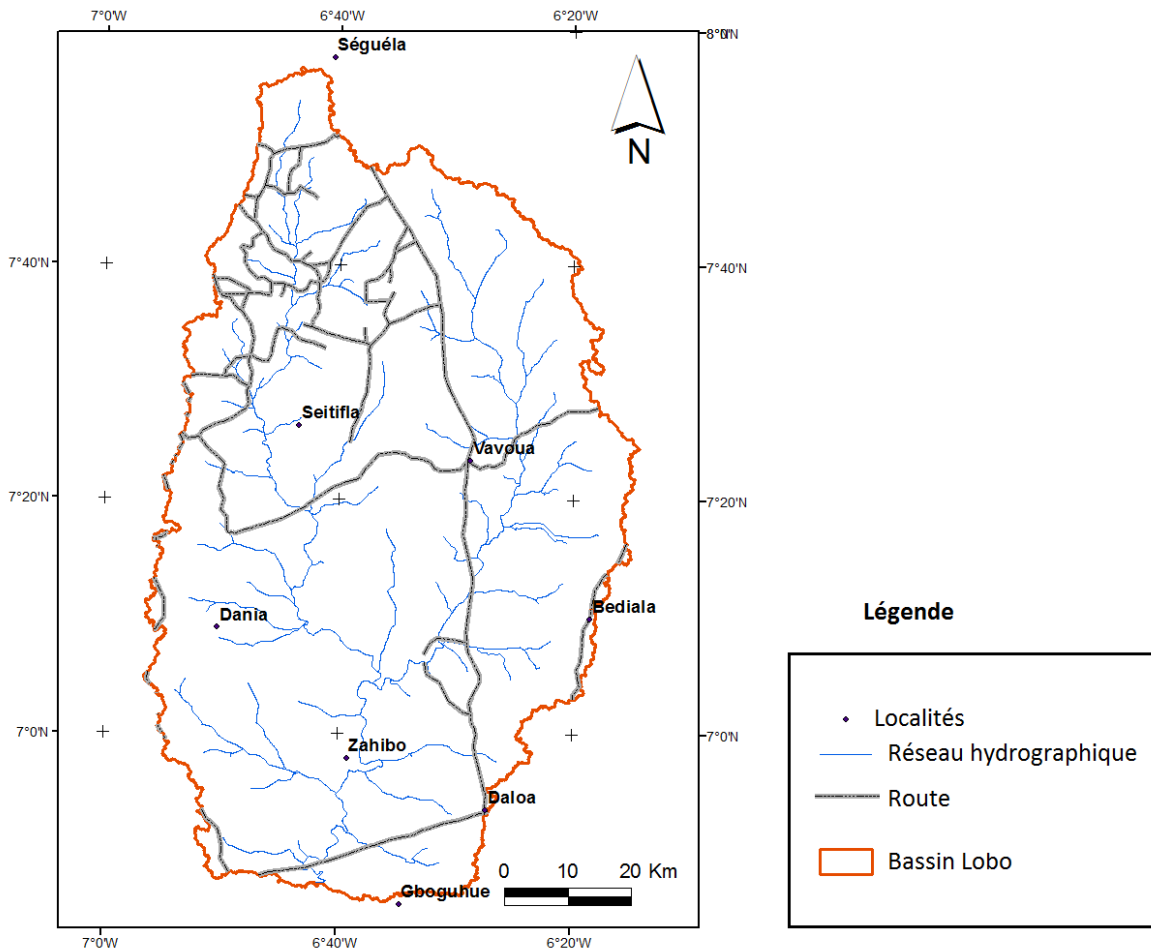 7°0'W 6°40'W 6°20'W
8°0'N
Séguéla
N
7°40'N 7°40'N
Seitifla
Vavoua
7°20'N 7°20'N
Dania
Bediala
Légende
Localités
7°0'N 7°0'N
Zahibo
Réseau hydrographique
Daloa
Route
Bassin Lobo
0 10 20 Km
Gboguhue
7°0'W 6°40'W 6°20'W